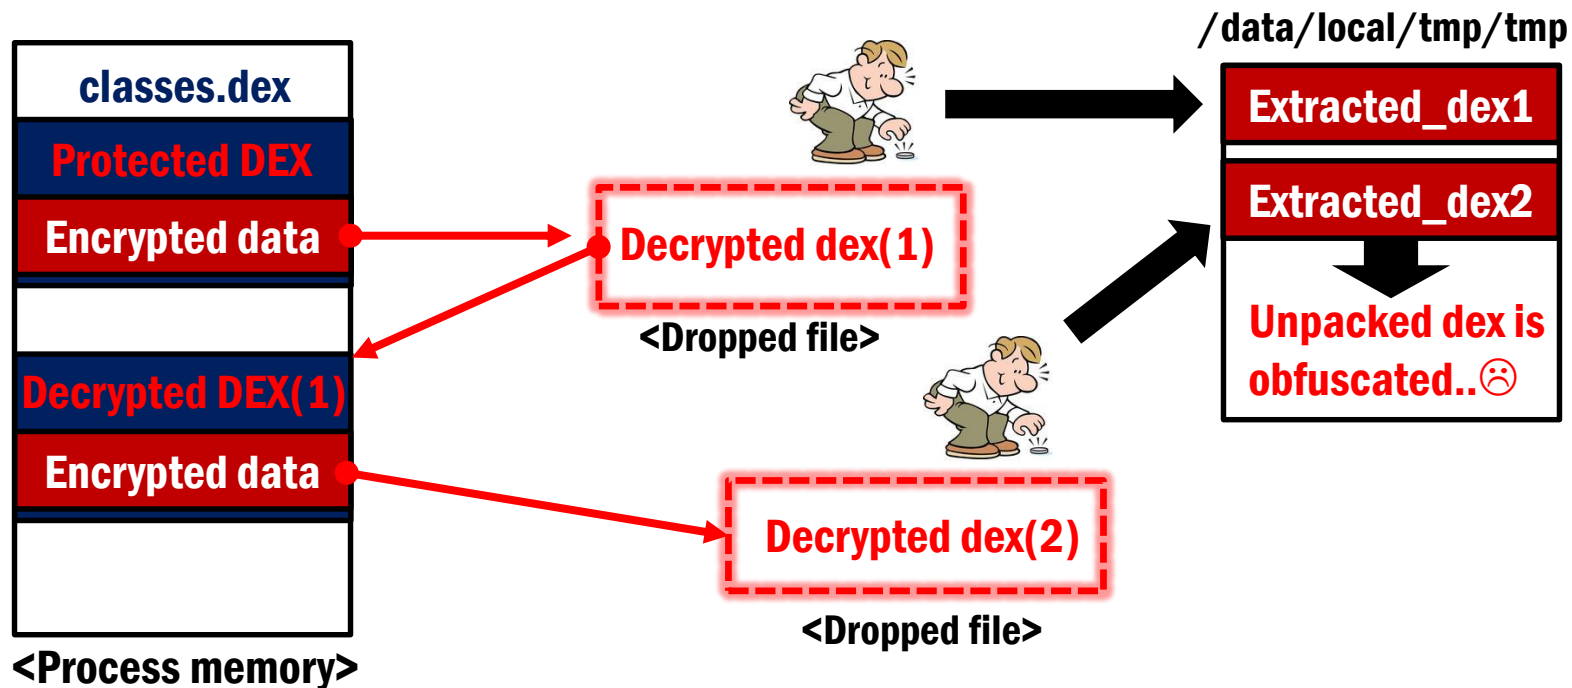 classes.dex
Protected DEX
Encrypted data
Decrypted DEX(1)
Encrypted data
<Process memory>
Decrypted dex(1)
<Dropped file>
Decrypted dex(2)
<Dropped file>
/data/local/tmp/tmp
Extracted_dex1
Extracted_dex2
Unpacked dex is
obfuscated..☹